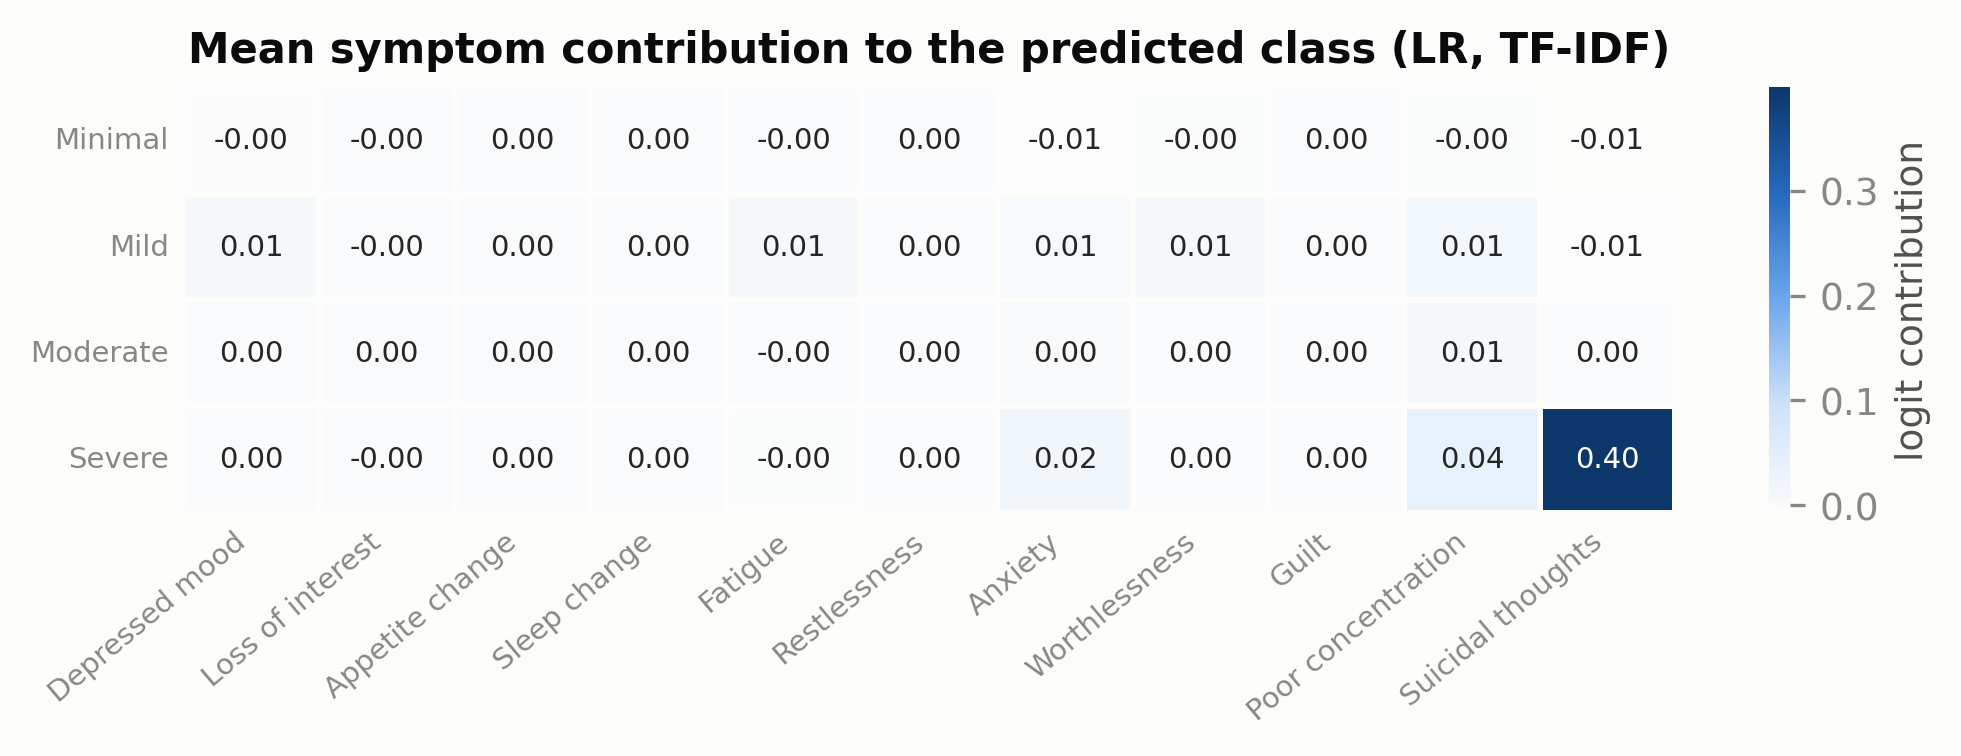 Mean symptom contribution to the predicted class (LR, TF-IDF)
Minimal -0.00 -0.00 0.00 0.00 -0.00 0.00 -0.01 -0.00 0.00 -0.00 -0.01
Mild 0.01 -0.00 0.00 0.00 0.01 0.00 0.01 0.01 0.00 0.01 -0.01
Moderate 0.00 0.00 0.00 0.00 -0.00 0.00 0.00 0.00 0.00 0.01 0.00
Severe 0.00 -0.00 0.00 0.00 -0.00 0.00 0.02 0.00 0.00 0.04 0.40
Depressed mood
Loss of interest
Appetite change
Sleep change
Fatigue
Restlessness
Anxiety
Worthlessness
Guilt
Poor concentration
Suicidal thoughts
0.3
0.2
0.1
0.0
logit contribution